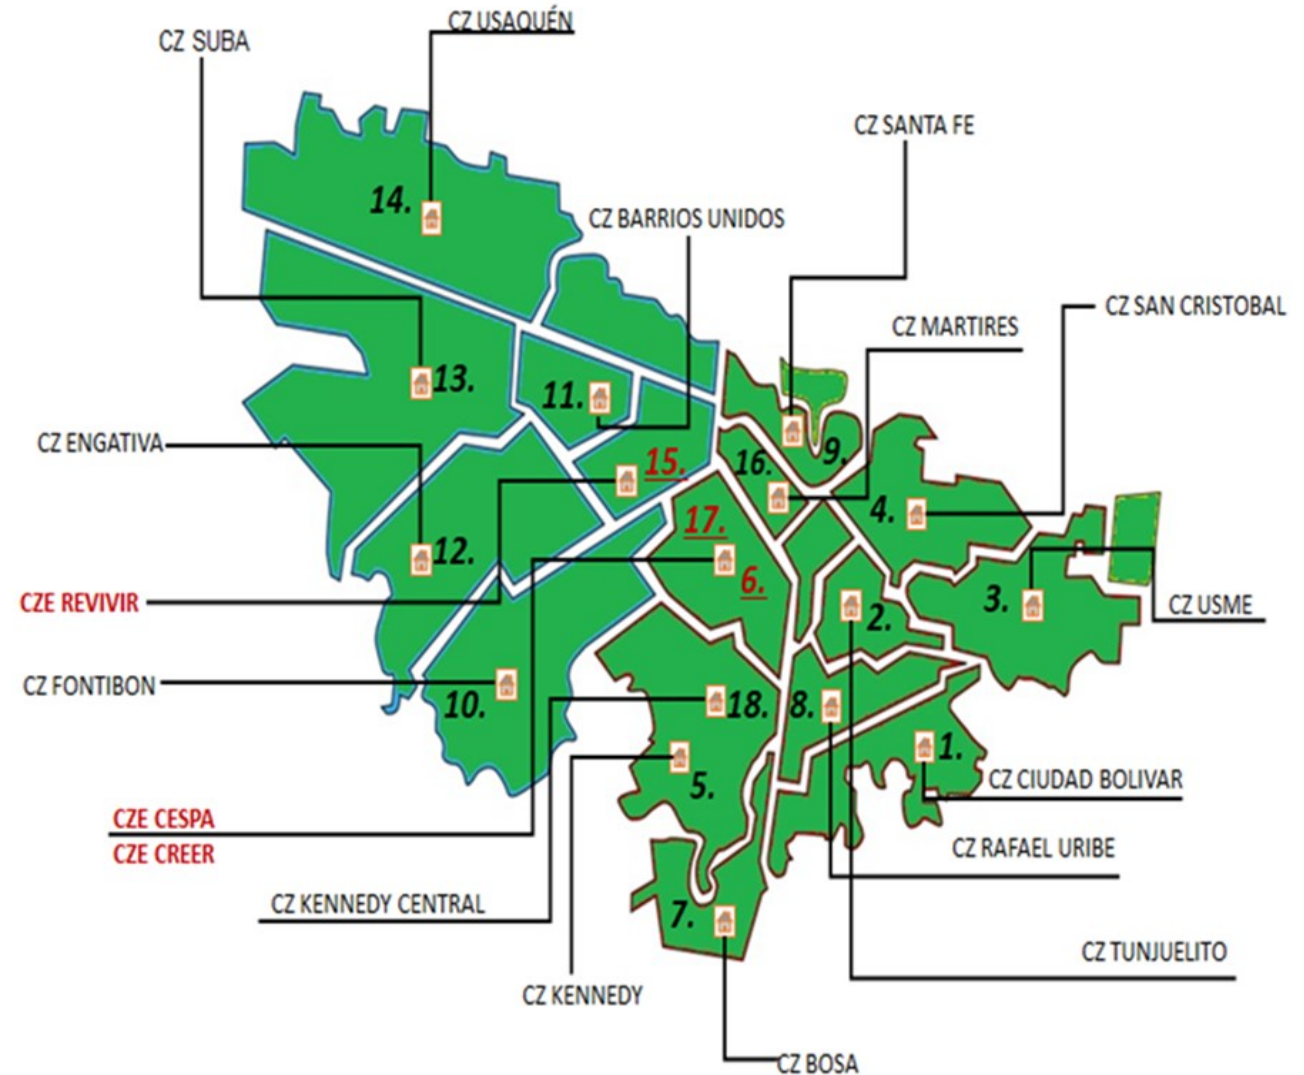 CZ USAQUÉN
CZ SUBA
CZ SANTA FE
14.
CZ BARRIOS UNIDOS
CZ SAN CRISTOBAL
CZ MARTIRES
13.
11.
CZ ENGATIVA
9.
16.
15.
4.
17.
12.
6.
3.
CZE REVIVIR
CZ USME
2.
CZ FONTIBON
10.
18.
8.
1.
CZ CIUDAD BOLIVAR
5.
CZE CESPA
CZE CREER
CZ RAFAEL URIBE
CZ KENNEDY CENTRAL
7.
CZ TUNJUELITO
CZ KENNEDY
CZ BOSA